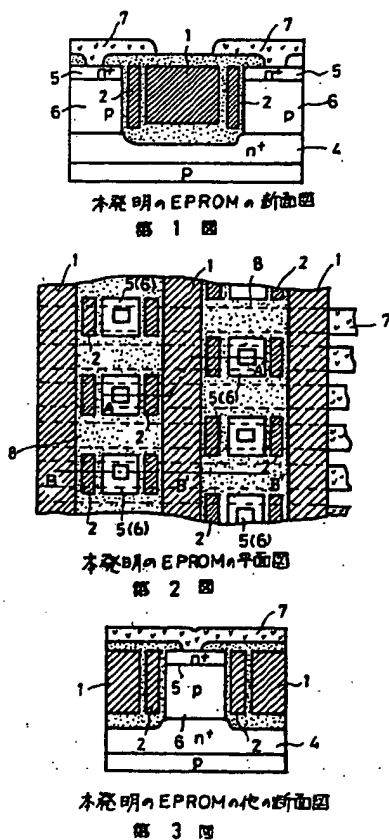 7 1 7
5 n+ n+ 5
2 2
6 p p 6
n+ 4
p
本発明のEPROMの断面図
第 1 図
1 5(6) 1 8 2 1
7
2
A
5(6)
A 2
8
B B' B'
2 5(6) 2 5(6)
本発明のEPROMの平面図
第 2 図
7
n+
1 5 p 1
2 6 n+ 2 4
p
本発明のEPROMの他の断面図
第 3 図